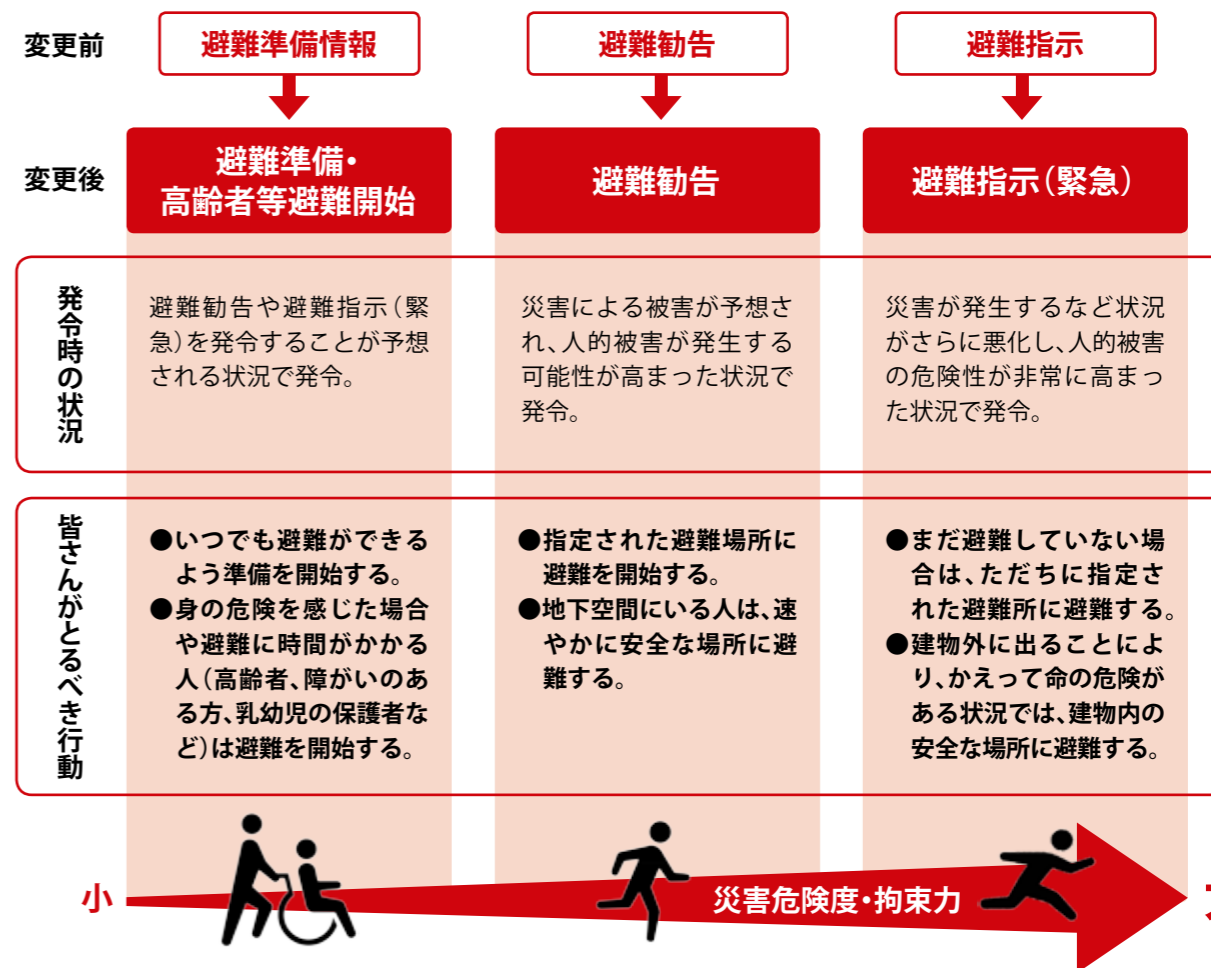 変更前
避難準備情報
避難勧告
避難指示
変更後
避難準備・
高齢者等避難開始
避難勧告
避難指示（緊急）
発令時の状況
避難勧告や避難指示（緊
急）を発令することが予想
される状況で発令。
災害による被害が予想さ
れ、人的被害が発生する
可能性が高まった状況で
発令。
災害が発生するなど状況
がさらに悪化し、人的被害
の危険性が非常に高まっ
た状況で発令。
皆さんがとるべき行動
●いつでも避難ができる
よう準備を開始する。
●身の危険を感じた場合
や避難に時間がかかる
人（高齢者、障がいのあ
る方、乳幼児の保護者な
ど）は避難を開始する。
●指定された避難場所に
避難を開始する。
●地下空間にいる人は、速
やかに安全な場所に避
難する。
●まだ避難していない場
合は、ただちに指定さ
れた避難所に避難する。
●建物外に出ることによ
り、かえって命の危険が
ある状況では、建物内の
安全な場所に避難する。
小
災害危険度・拘束力